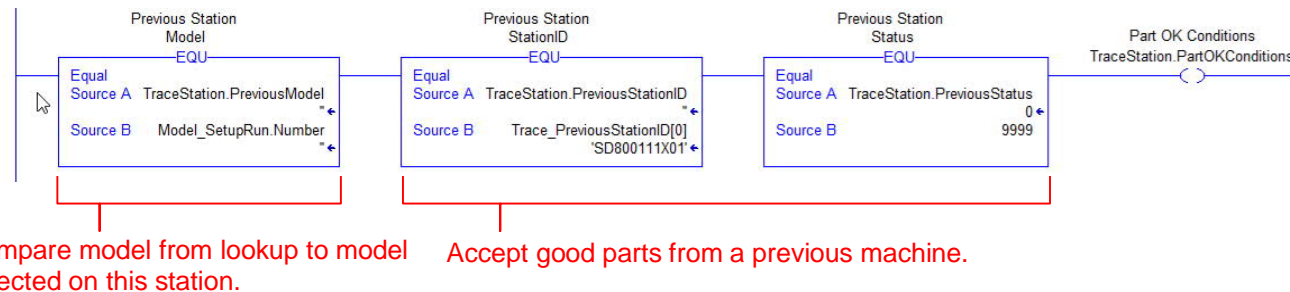 Previous Station
Model
EQU
Equal
Source A TraceStation.PreviousModel
''
Source B Model_SetupRun.Number
''
Previous Station
StationID
EQU
Equal
Source A TraceStation.PreviousStationID
''
Source B Trace_PreviousStationID[0]
'SD800111X01'
Previous Station
Status
EQU
Equal
Source A TraceStation.PreviousStatus
0
Source B 9999
Part OK Conditions
TraceStation.PartOKConditions
mpare model from lookup to model
ected on this station.
Accept good parts from a previous machine.